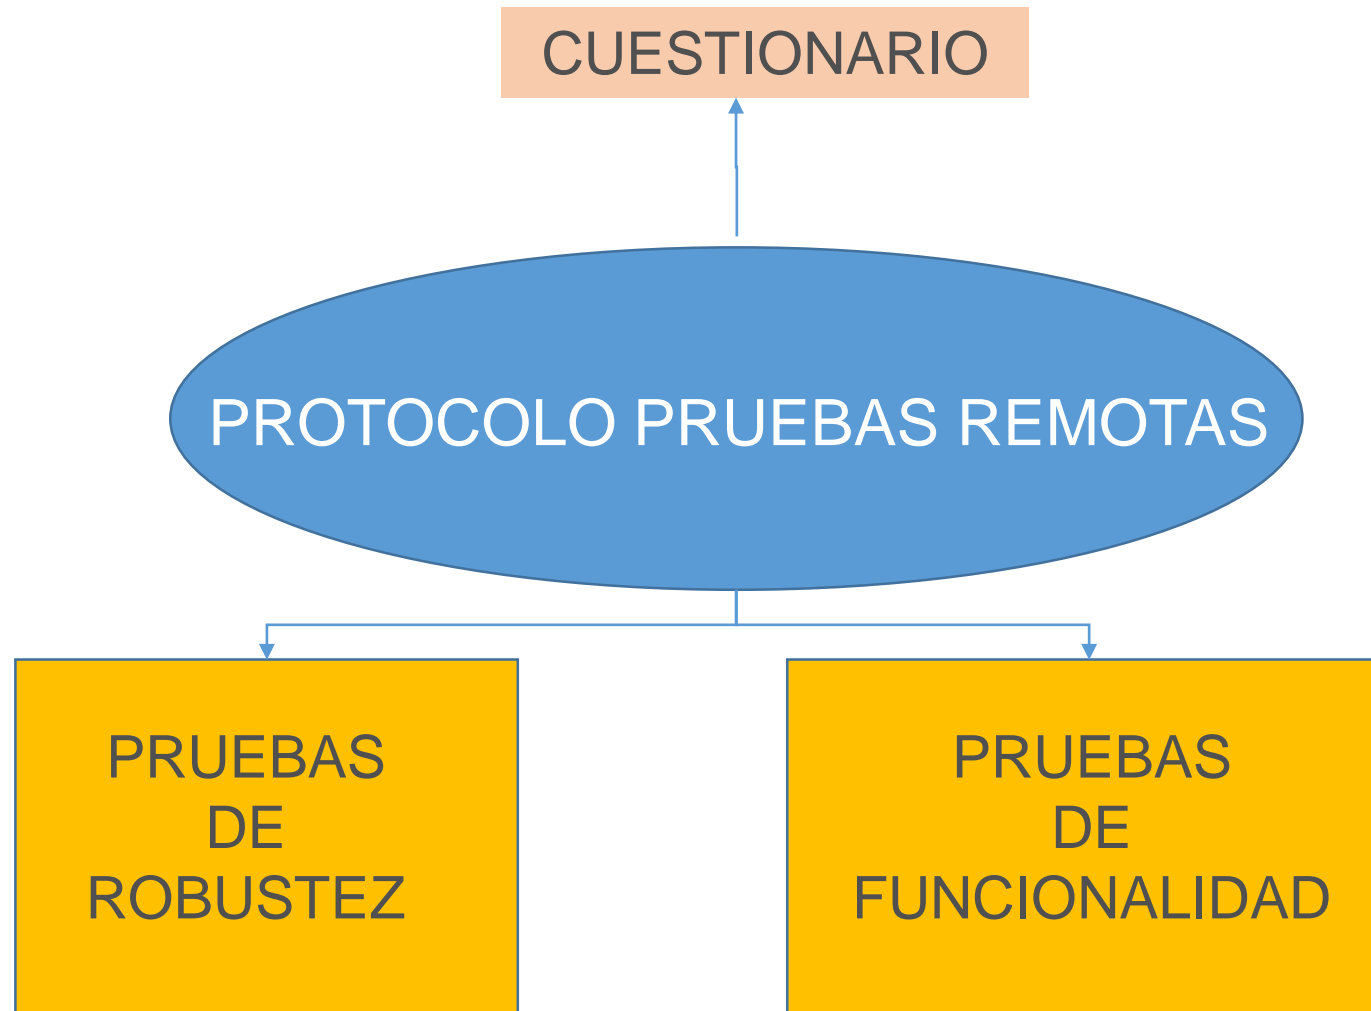 CUESTIONARIO
PROTOCOLO PRUEBAS REMOTAS
PRUEBAS
DE
ROBUSTEZ
PRUEBAS
DE
FUNCIONALIDAD